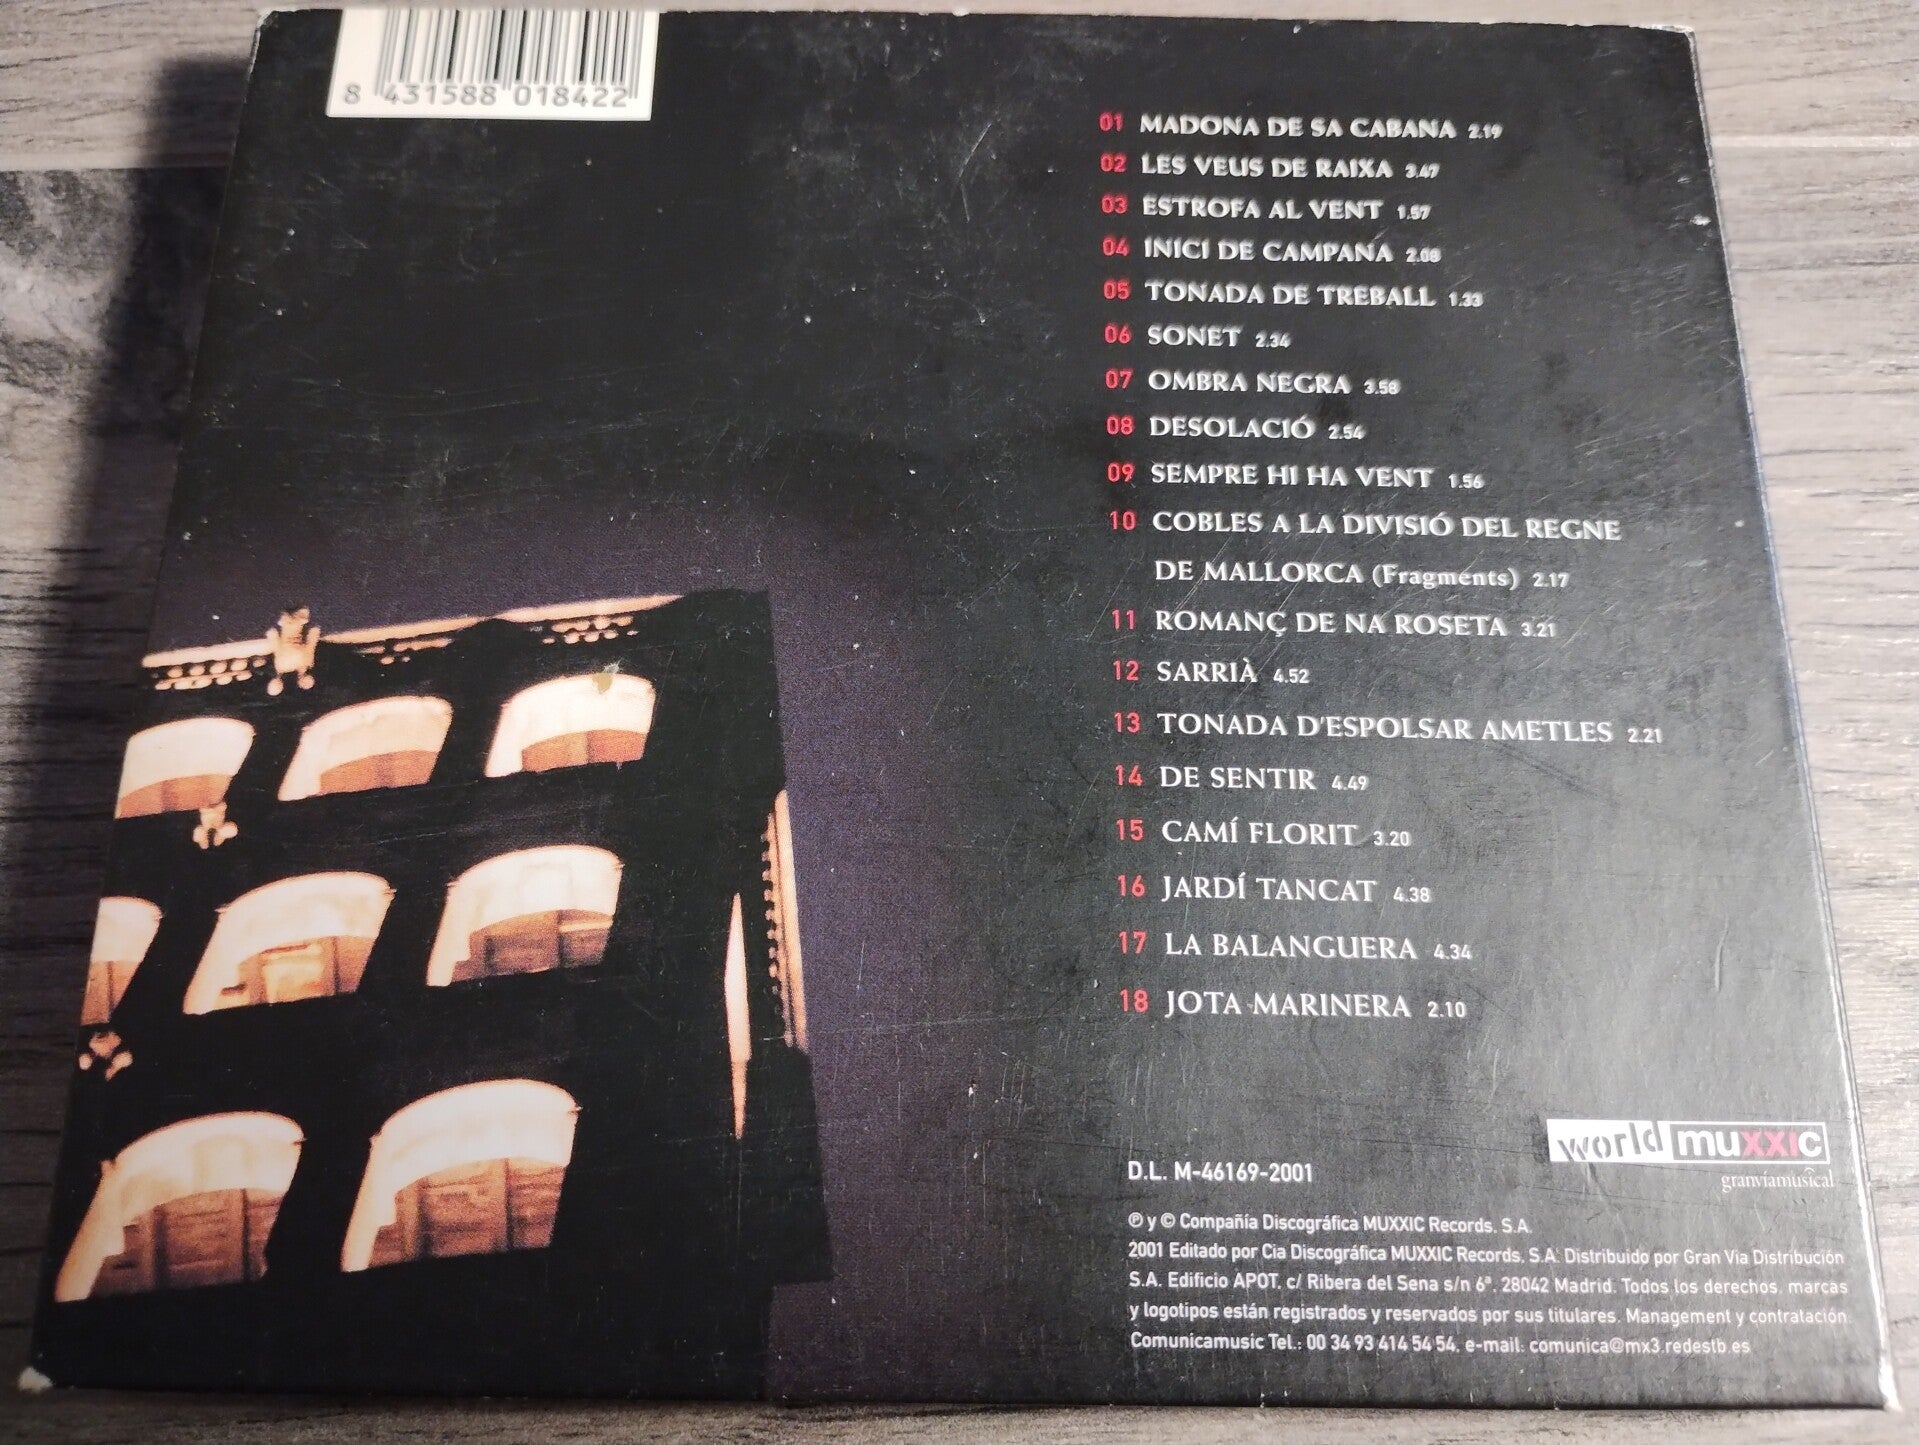 8 431588 018422
01 MADONA DE SA CABANA 2.19
02 LES VEUS DE RAIXA 3.47
03 ESTROFA AL VENT 1.57
04 INICI DE CAMPANA 2.08
05 TONADA DE TREBALL 1.33
06 SONET 2.34
07 OMBRA NEGRA 3.58
08 DESOLACIÓ 2.54
09 SEMPRE HI HA VENT 1.56
10 COBLES A LA DIVISIÓ DEL REGNE
DE MALLORCA (Fragments) 2.17
11 ROMANÇ DE NA ROSETA 3.21
12 SARRIÀ 4.52
13 TONADA D'ESPOLSAR AMETLES 2.21
14 DE SENTIR 4.49
15 CAMÍ FLORIT 3.20
16 JARDÍ TANCAT 4.38
17 LA BALANGUERA 4.34
18 JOTA MARINERA 2.10
world muxxic
granvíamusical
D.L. M-46169-2001
℗ y © Compañía Discográfica MUXXIC Records, S.A.
2001 Editado por Cia Discográfica MUXXIC Records, S.A. Distribuido por Gran Via Distribución
S.A. Edificio APOT, c/ Ribera del Sena s/n 6ª, 28042 Madrid. Todos los derechos, marcas
y logotipos están registrados y reservados por sus titulares. Management y contratación:
Comunicamusic Tel.: 00 34 93 414 54 54, e-mail: comunica@mx3.redestb.es